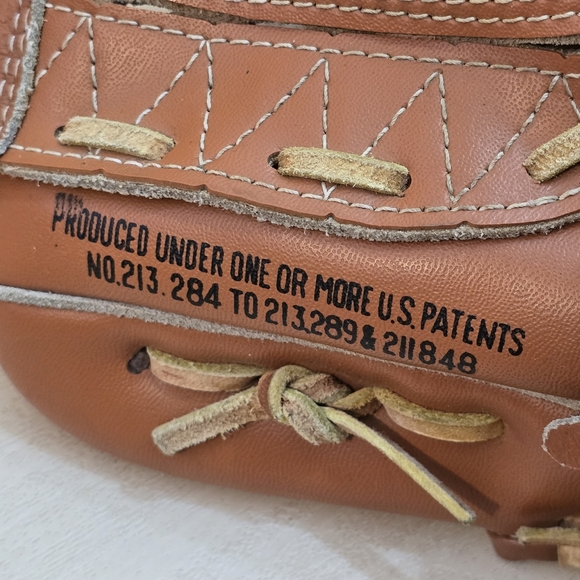 PRODUCED UNDER ONE OR MORE U.S. PATENTS
NO.213.284 TO 213.289 & 211848